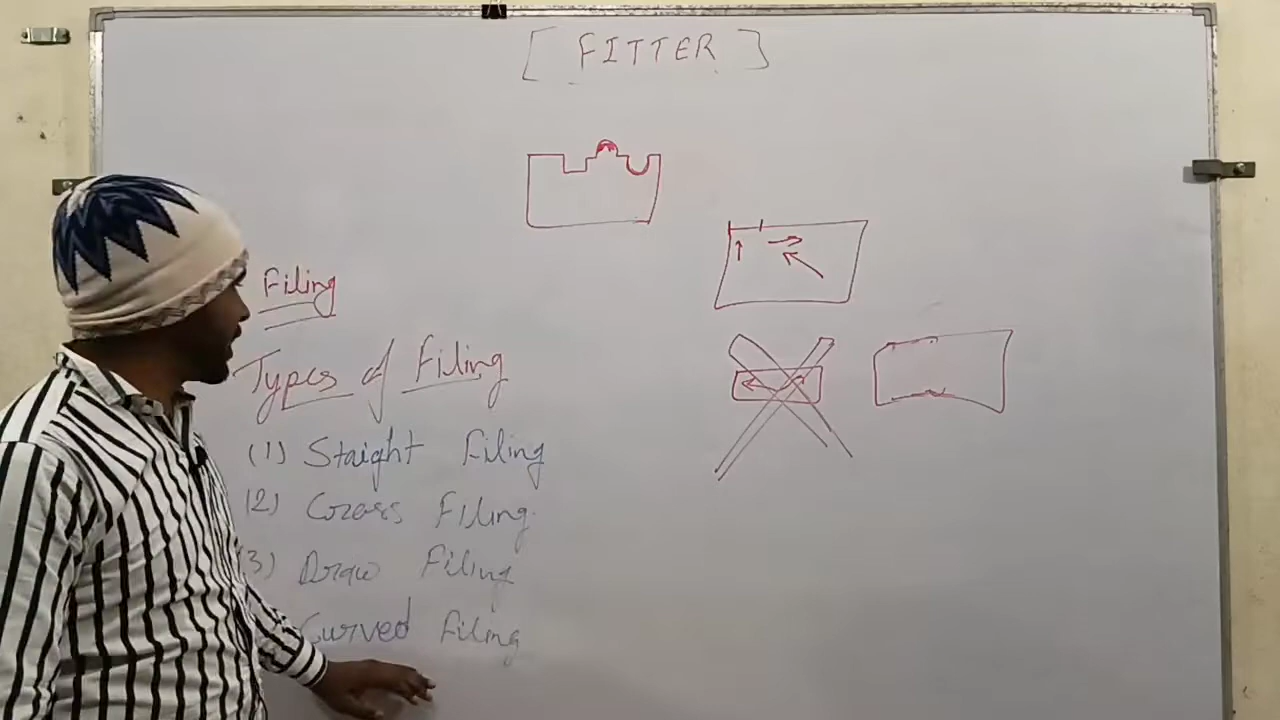 [ FITTER ]
Filing
Types of Filing
(1) Staight Filing
(2) Cross Filing.
(3) Draw Filing
Curved Filing